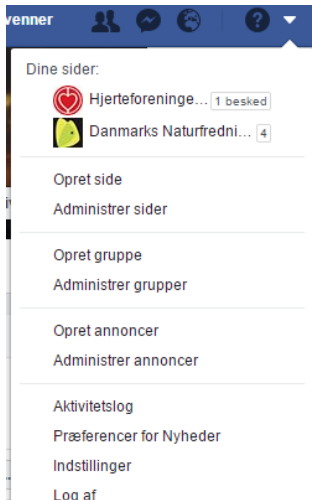 venner
Dine sider:
Hjerteforeninge... 1 besked
Danmarks Naturfredni... 4
Opret side
Administrer sider
Opret gruppe
Administrer grupper
Opret annoncer
Administrer annoncer
Aktivitetslog
Præferencer for Nyheder
Indstillinger
Log af